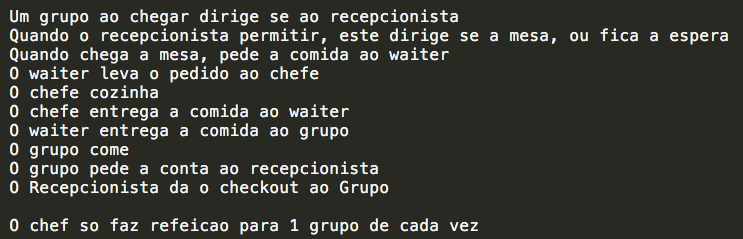 Um grupo ao chegar dirige se ao recepcionista
Quando o recepcionista permitir, este dirige se a mesa, ou fica a espera
Quando chega a mesa, pede a comida ao waiter
O waiter leva o pedido ao chefe
O chefe cozinha
O chefe entrega a comida ao waiter
O waiter entrega a comida ao grupo
O grupo come
O grupo pede a conta ao recepcionista
O Recepcionista da o checkout ao Grupo
O chef so faz refeicao para 1 grupo de cada vez